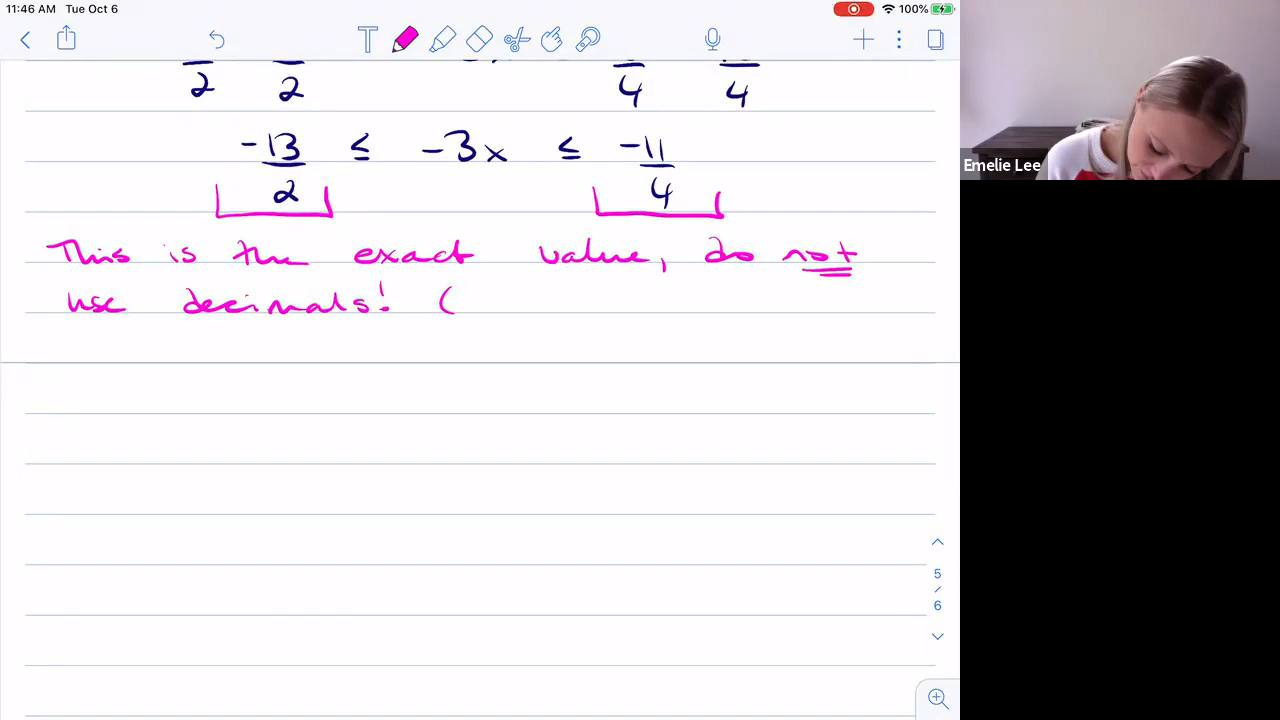 11:46 AM Tue Oct 6
100%
T
2 2 4 4
-13/2 ≤ -3x ≤ -11/4
This is the exact value, do not
use decimals! (
Emelie Lee
5
/
6